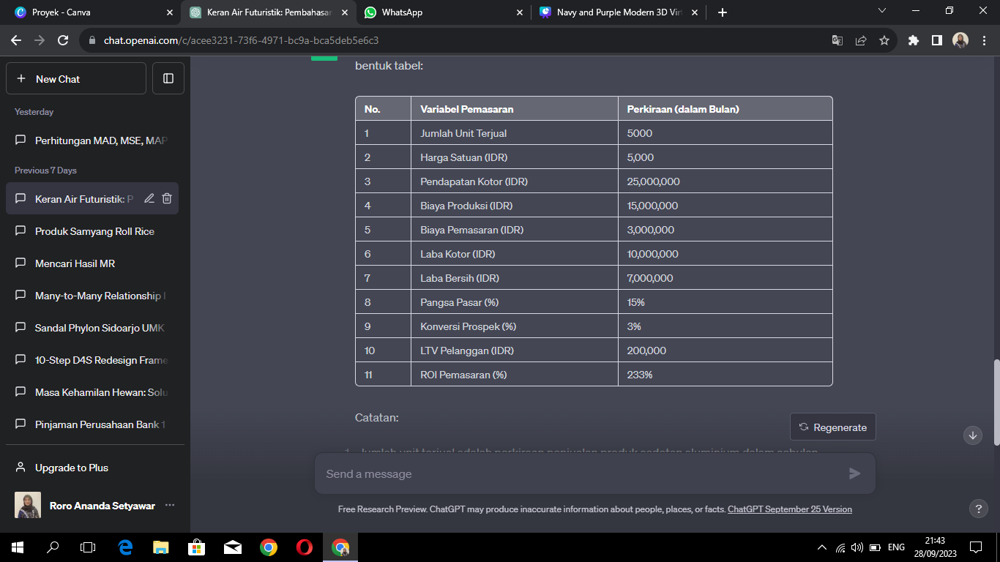 Proyek - Canva
Keran Air Futuristik: Pembahasan
WhatsApp
Navy and Purple Modern 3D Virt
chat.openai.com/c/acee3231-73f6-4971-bc9a-bca5deb5e6c3
New Chat
Yesterday
Perhitungan MAD, MSE, MAP
Previous 7 Days
Keran Air Futuristik: P
Produk Samyang Roll Rice
Mencari Hasil MR
Many-to-Many Relationship
Sandal Phylon Sidoarjo UMK
10-Step D4S Redesign Frame
Masa Kehamilan Hewan: Solu
Pinjaman Perusahaan Bank 1
Upgrade to Plus
Roro Ananda Setyawar
bentuk tabel:
No. Variabel Pemasaran Perkiraan (dalam Bulan)
1 Jumlah Unit Terjual 5000
2 Harga Satuan (IDR) 5,000
3 Pendapatan Kotor (IDR) 25,000,000
4 Biaya Produksi (IDR) 15,000,000
5 Biaya Pemasaran (IDR) 3,000,000
6 Laba Kotor (IDR) 10,000,000
7 Laba Bersih (IDR) 7,000,000
8 Pangsa Pasar (%) 15%
9 Konversi Prospek (%) 3%
10 LTV Pelanggan (IDR) 200,000
11 ROI Pemasaran (%) 233%
Catatan:
Regenerate
1. Jumlah unit terjual adalah perkiraan penjualan produk sedotan aluminium dalam sebulan.
Send a message
Free Research Preview. ChatGPT may produce inaccurate information about people, places, or facts. ChatGPT September 25 Version
?
ENG
21:43
28/09/2023